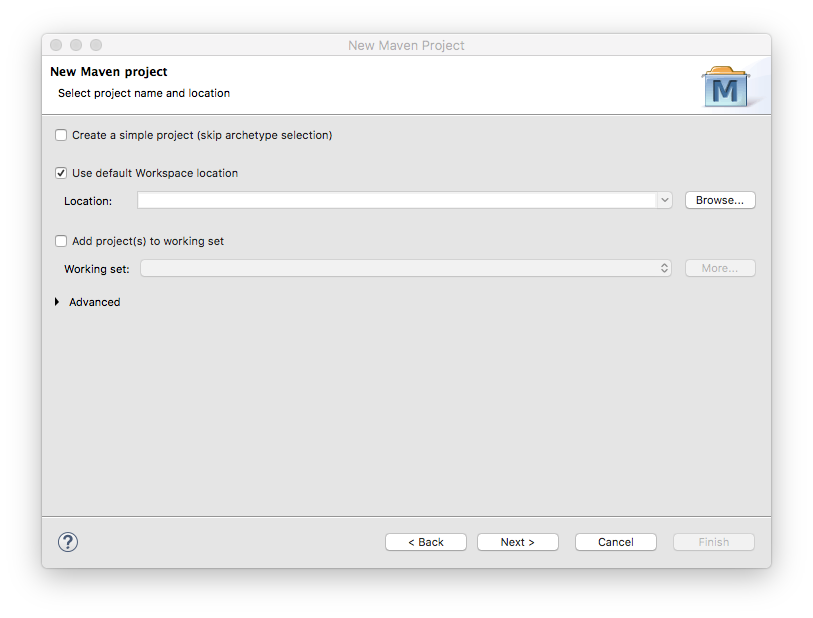 New Maven Project
New Maven project
Select project name and location
M
Create a simple project (skip archetype selection)
Use default Workspace location
Location:
Browse...
Add project(s) to working set
Working set:
More...
Advanced
?
< Back
Next >
Cancel
Finish